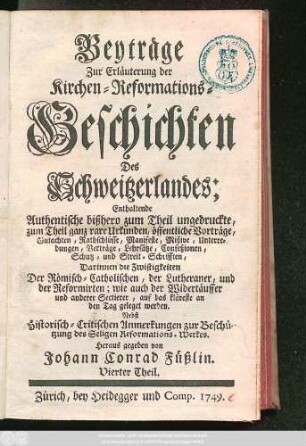 Beyträge
Zur Erläuterung der
Kirchen-Reformations-
Geschichten
Des
Schweitzerlandes;
Enthaltende
Authentische bißhero zum Theil ungedruckte,
zum Theil ganz rare Urkunden, öffentliche Vorträge,
Gutachten, Rathschlüsse, Manifeste, Missive, Unterre-
dungen, Verträge, Lehrsätze, Confeßionen,
Schutz, und Streit-Schrifften,
Darinnen die Zwistigkeiten
Der Römisch-Catholischen, der Lutheraner, und
der Reformirten; wie auch der Widertäuffer
und anderer Sectierer, auf das kläreste an
den Tag geleget werden.
Nebst
Historisch-Critischen Anmerkungen zur Beschü-
tzung des Seligen Reformations-Werkes.
Heraus gegeben von
Johann Conrad Füßlin.
Vierter Theil.
Zürich, bey Heidegger und Comp. 1749.